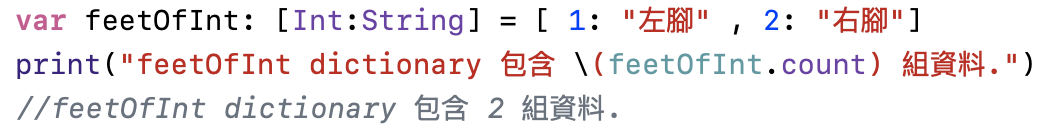 var feetOfInt: [Int:String] = [ 1: "左腳" , 2: "右腳"]
print("feetOfInt dictionary 包含 \(feetOfInt.count) 組資料.")
//feetOfInt dictionary 包含 2 組資料.